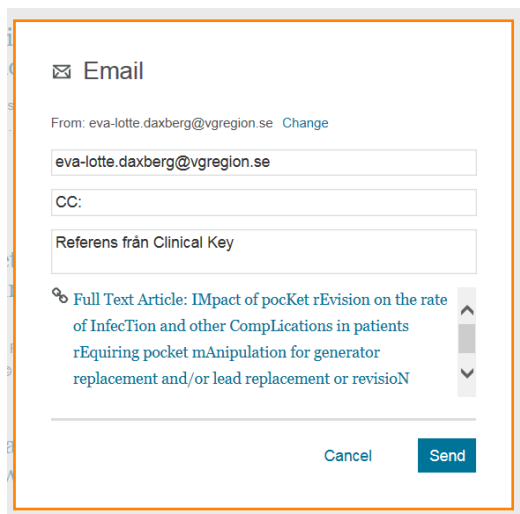 Email
From: eva-lotte.daxberg@vgregion.se Change
eva-lotte.daxberg@vgregion.se
CC:
Referens från Clinical Key
Full Text Article: IMpact of pocKet rEvision on the rate
of InfecTion and other CompLications in patients
rEquiring pocket mAnipulation for generator
replacement and/or lead replacement or revisioN
Cancel Send